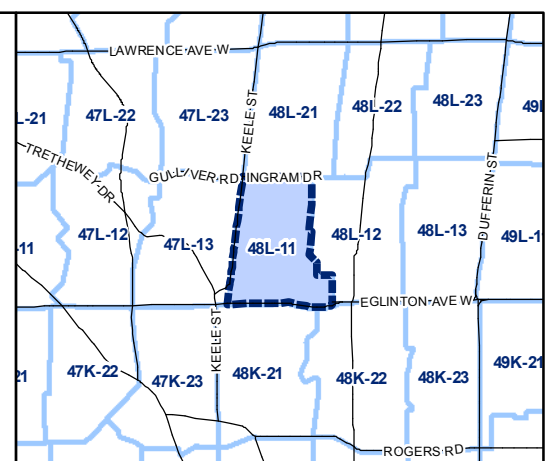 LAWRENCE AVE W
L-21
47L-22
47L-23
KEELE ST
48L-21
48L-22
48L-23
49L
TRETHEWEY DR
GULLIVER RD
INGRAM DR
DUFFERIN ST
-11
47L-12
47L-13
48L-11
48L-12
48L-13
49L-1
EGLINTON AVE W
KEELE ST
21
47K-22
47K-23
48K-21
48K-22
48K-23
49K-21
ROGERS RD